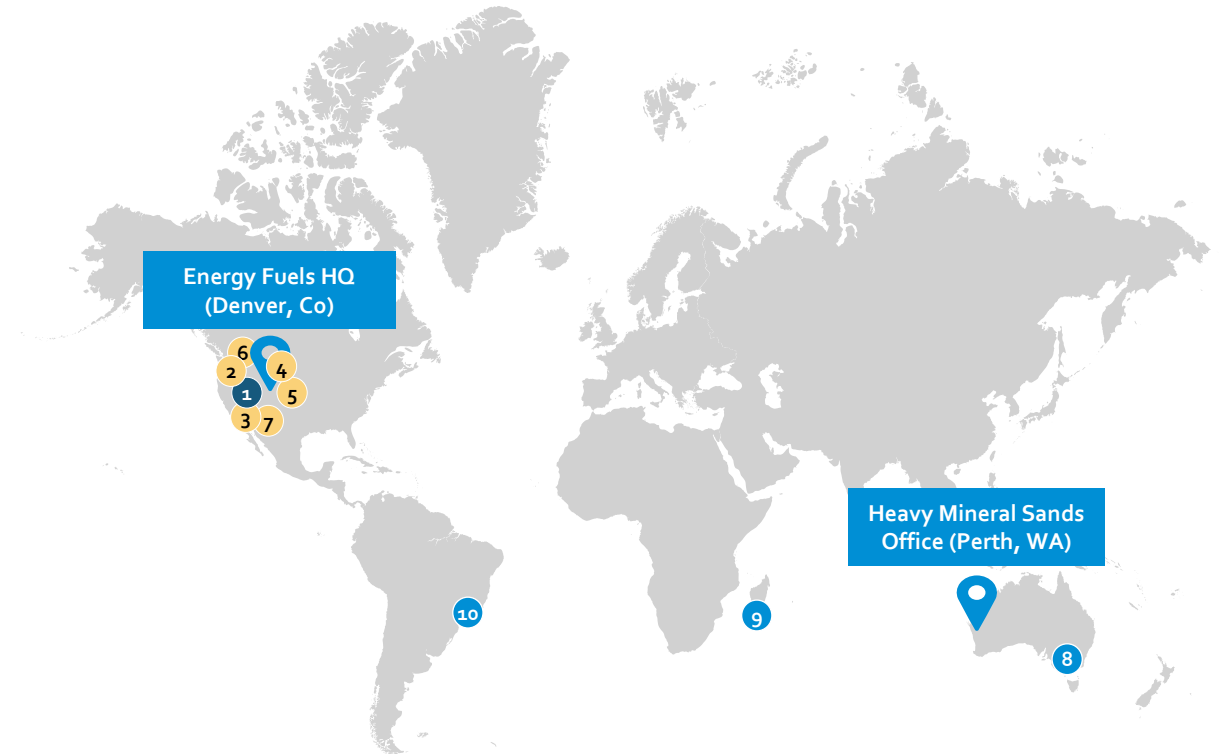 Energy Fuels HQ
(Denver, Co)
6
4
2
1
5
3
7
Heavy Mineral Sands
Office (Perth, WA)
10
9
8